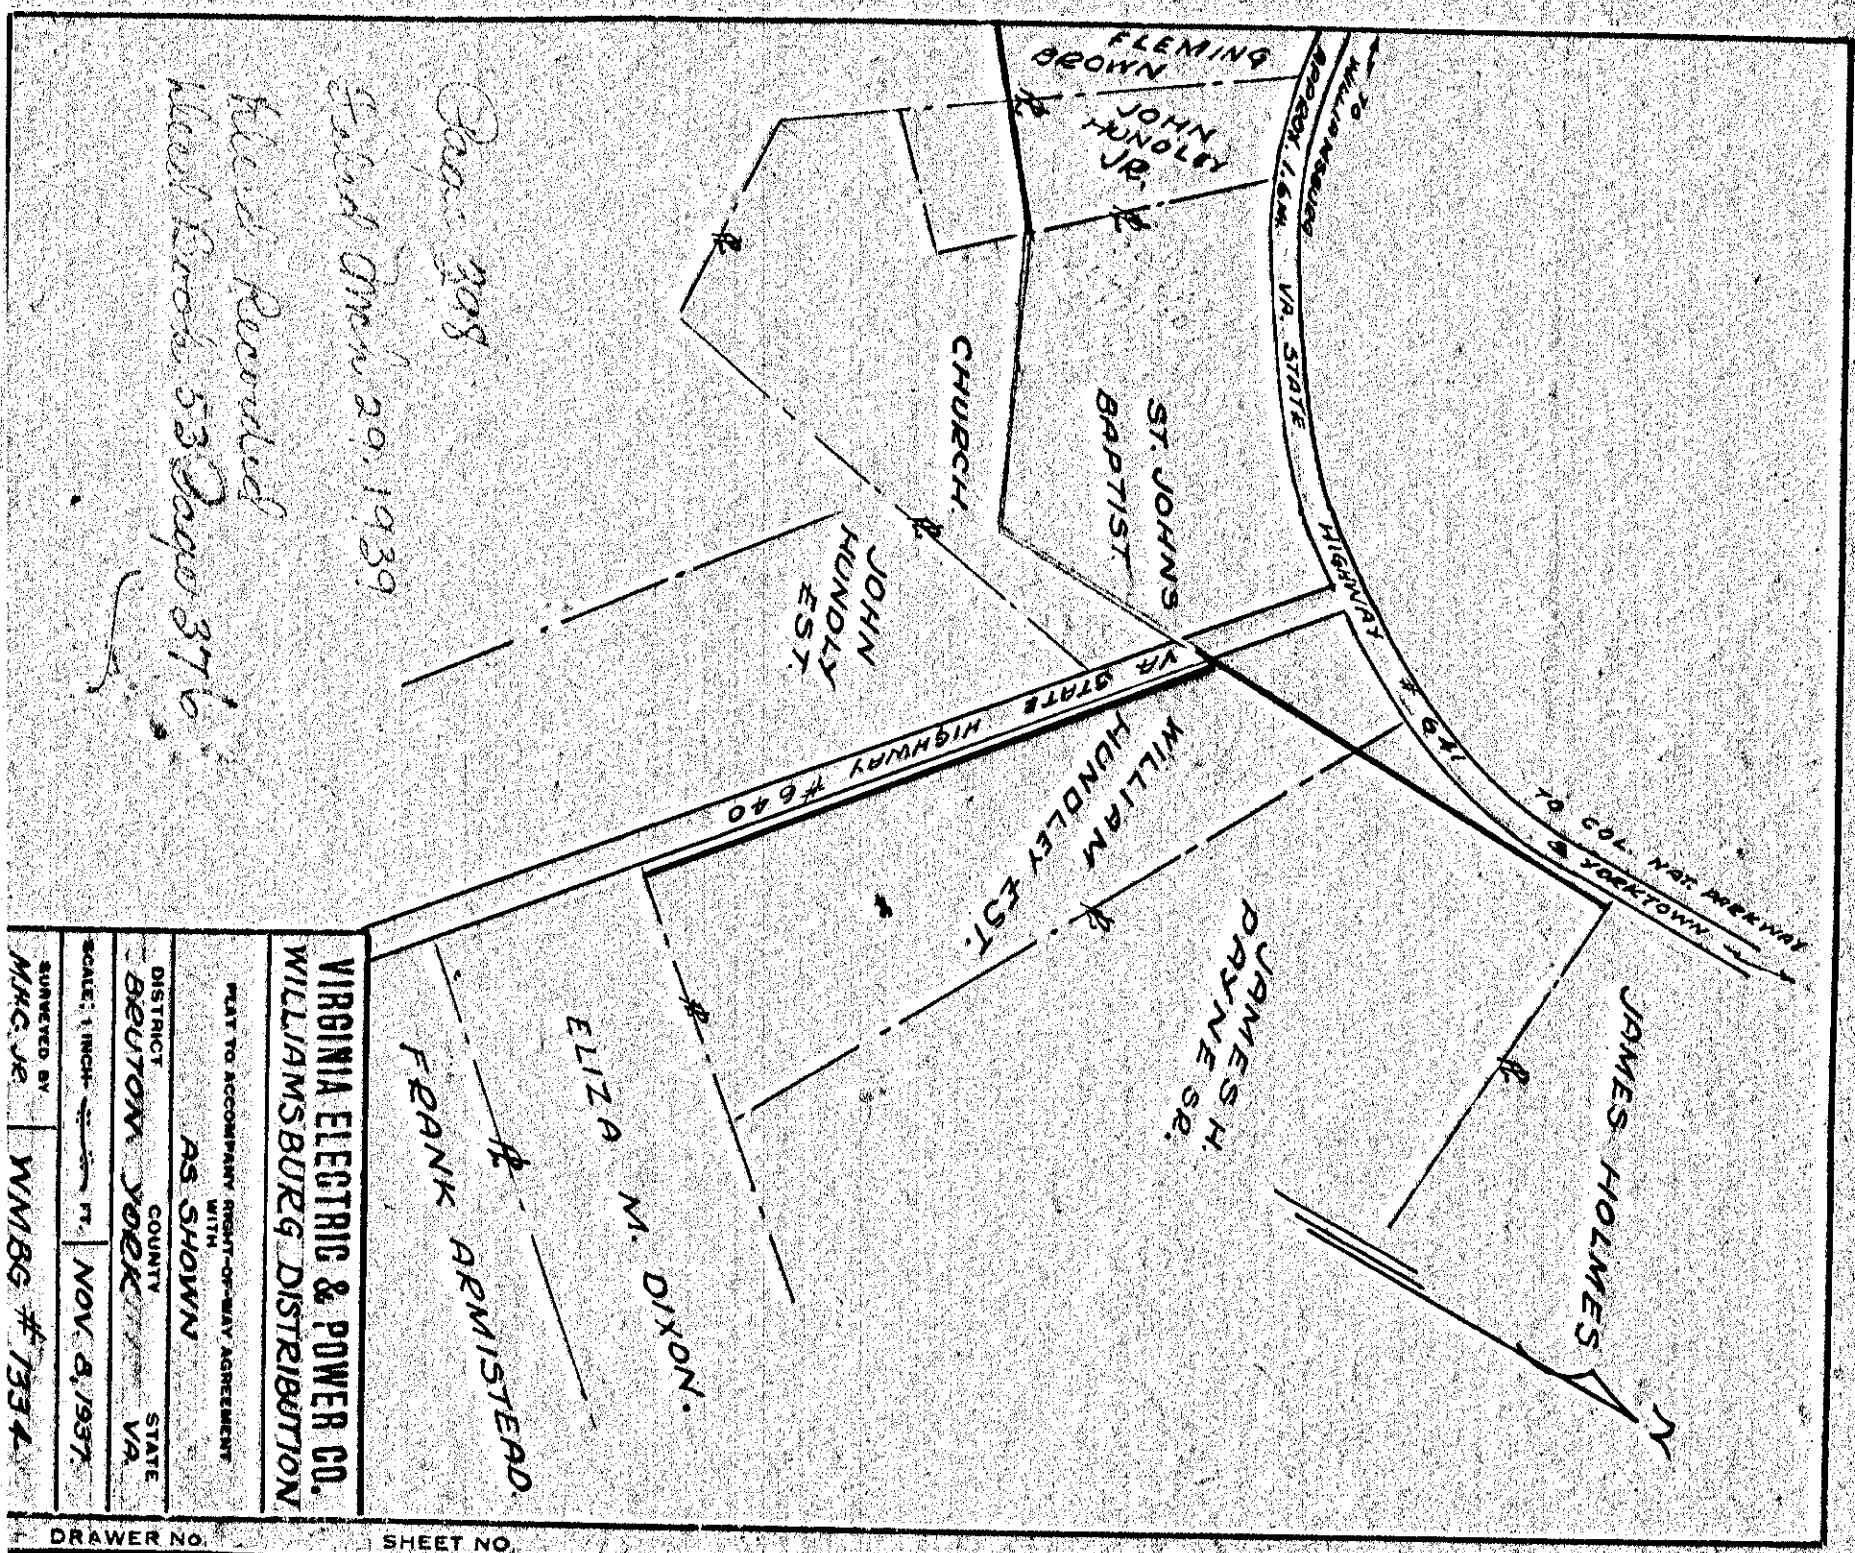 FLEMING
BROWN
JOHN
HUNDLEY
JR.
TO
WILLIAMSBURG
APPROX. 1.6 MI.
VA. STATE HIGHWAY # 641
TO COL. NAT. PARKWAY
& YORKTOWN
ST. JOHNS
BAPTIST
CHURCH.
JOHN
HUNDLY
EST.
VA STATE HIGHWAY #640
WILLIAM
HUNDLEY EST.
JAMES H.
PAYNE SR.
JAMES HOLMES
N
ELIZA M. DIXON.
FRANK ARMISTEAD.
Page 308
29, 1939
Recorded
Deed Book 53 Page 376
VIRGINIA ELECTRIC & POWER CO.
WILLIAMSBURG DISTRIBUTION
PLAT TO ACCOMPANY RIGHT-OF-WAY AGREEMENT
WITH
AS SHOWN
DISTRICT COUNTY STATE
BRUTON YORK VA.
SCALE: 1 INCH FT. NOV. 8, 1937.
SURVEYED BY
M.H.C. JR. WMBG # 1334
DRAWER NO.
SHEET NO.